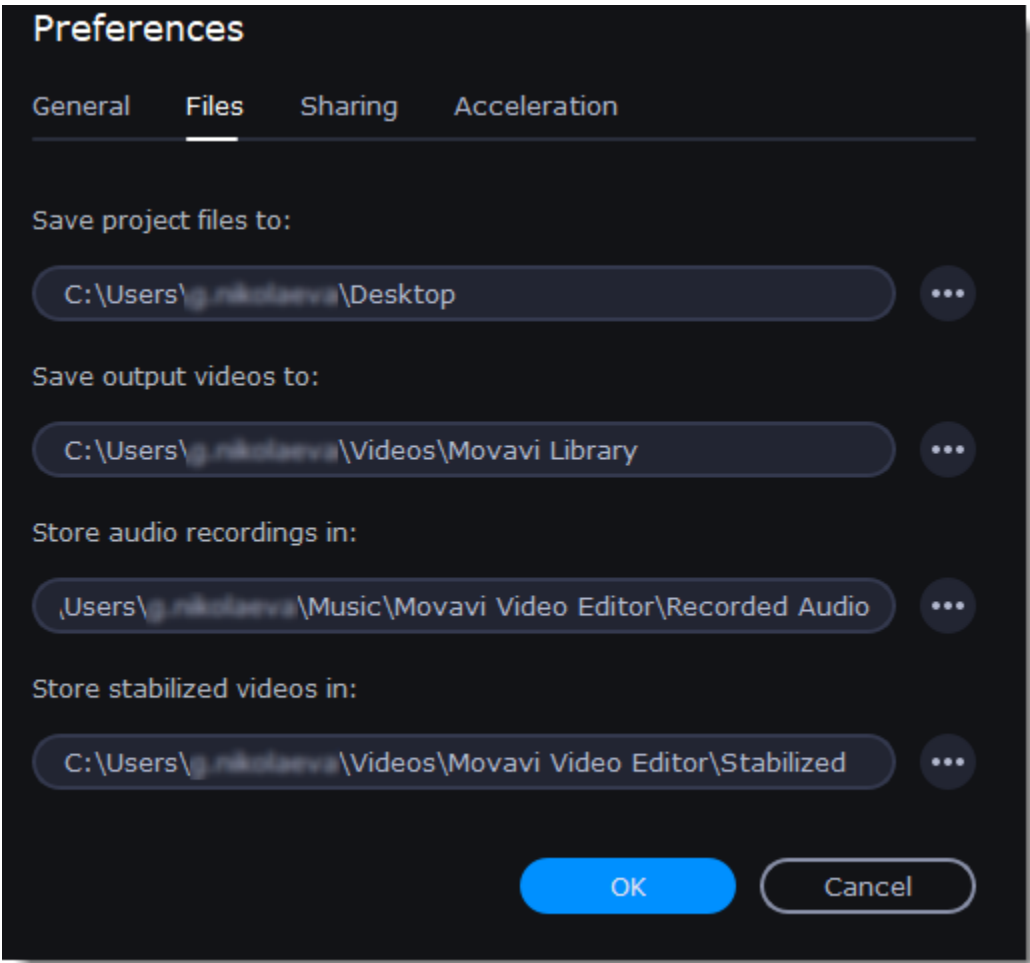 Preferences
General Files Sharing Acceleration
Save project files to:
C:\Users\ \Desktop
Save output videos to:
C:\Users\ \Videos\Movavi Library
Store audio recordings in:
\Users\ \Music\Movavi Video Editor\Recorded Audio
Store stabilized videos in:
C:\Users\ \Videos\Movavi Video Editor\Stabilized
OK Cancel